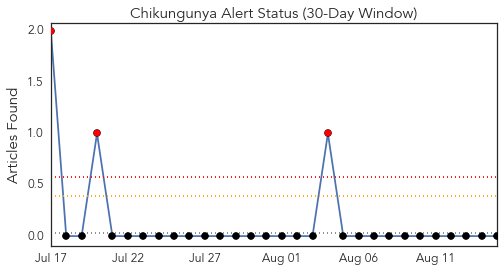 Chikungunya Alert Status (30-Day Window)
Articles Found
2.0
1.5
1.0
0.5
0.0
Jul 17
Jul 22
Jul 27
Aug 01
Aug 06
Aug 11